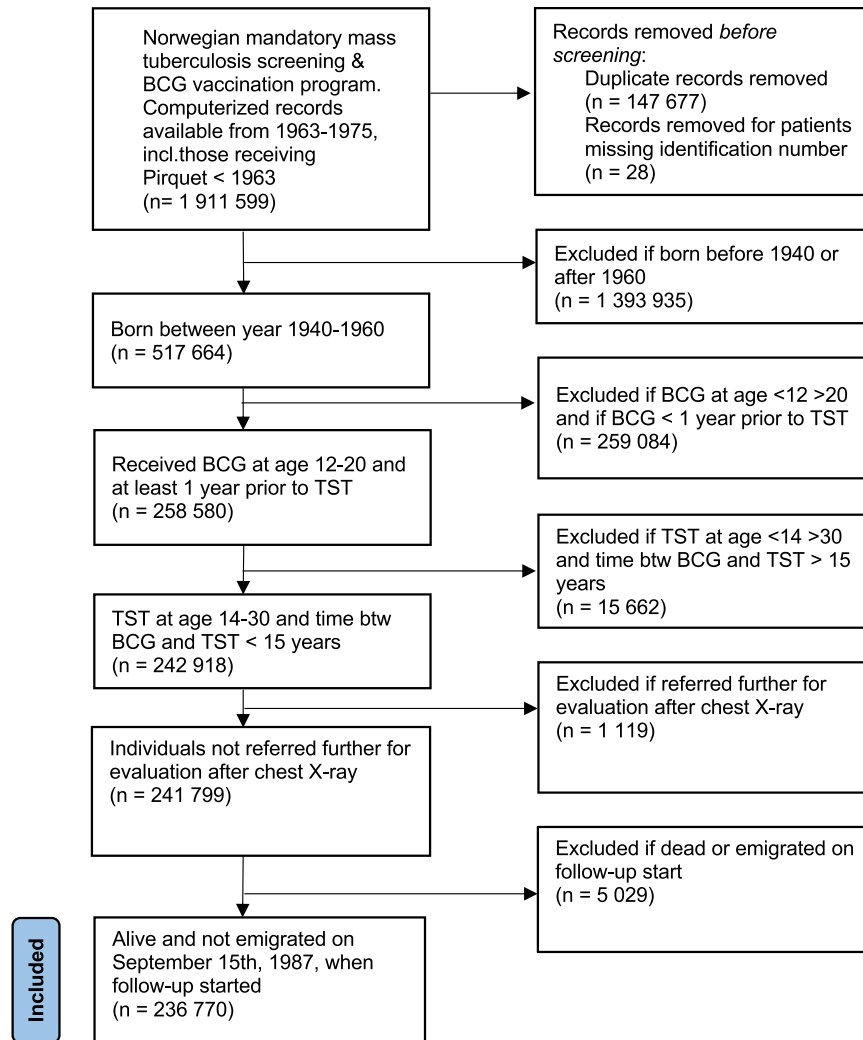 Norwegian mandatory mass
tuberculosis screening &
BCG vaccination program.
Computerized records
available from 1963-1975,
incl.those receiving
Pirquet < 1963
(n= 1 911 599)
Records removed before
screening:
Duplicate records removed
(n = 147 677)
Records removed for patients
missing identification number
(n = 28)
Excluded if born before 1940 or
after 1960
(n = 1 393 935)
Born between year 1940-1960
(n = 517 664)
Excluded if BCG at age <12 >20
and if BCG < 1 year prior to TST
(n = 259 084)
Received BCG at age 12-20 and
at least 1 year prior to TST
(n = 258 580)
Excluded if TST at age <14 >30
and time btw BCG and TST > 15
years
(n = 15 662)
TST at age 14-30 and time btw
BCG and TST < 15 years
(n = 242 918)
Excluded if referred further for
evaluation after chest X-ray
(n = 1 119)
Individuals not referred further for
evaluation after chest X-ray
(n = 241 799)
Excluded if dead or emigrated on
follow-up start
(n = 5 029)
Included
Alive and not emigrated on
September 15th, 1987, when
follow-up started
(n = 236 770)